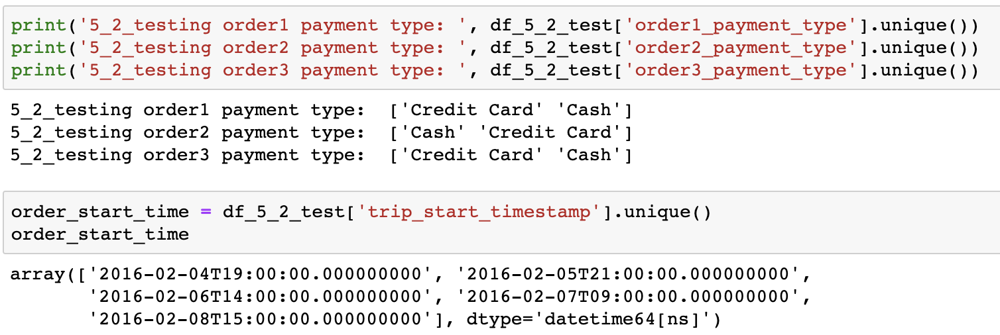 print('5_2_testing order1 payment type: ', df_5_2_test['order1_payment_type'].unique())
print('5_2_testing order2 payment type: ', df_5_2_test['order2_payment_type'].unique())
print('5_2_testing order3 payment type: ', df_5_2_test['order3_payment_type'].unique())
5_2_testing order1 payment type:  ['Credit Card' 'Cash']
5_2_testing order2 payment type:  ['Cash' 'Credit Card']
5_2_testing order3 payment type:  ['Credit Card' 'Cash']
order_start_time = df_5_2_test['trip_start_timestamp'].unique()
order_start_time
array(['2016-02-04T19:00:00.000000000', '2016-02-05T21:00:00.000000000',
       '2016-02-06T14:00:00.000000000', '2016-02-07T09:00:00.000000000',
       '2016-02-08T15:00:00.000000000'], dtype='datetime64[ns]')